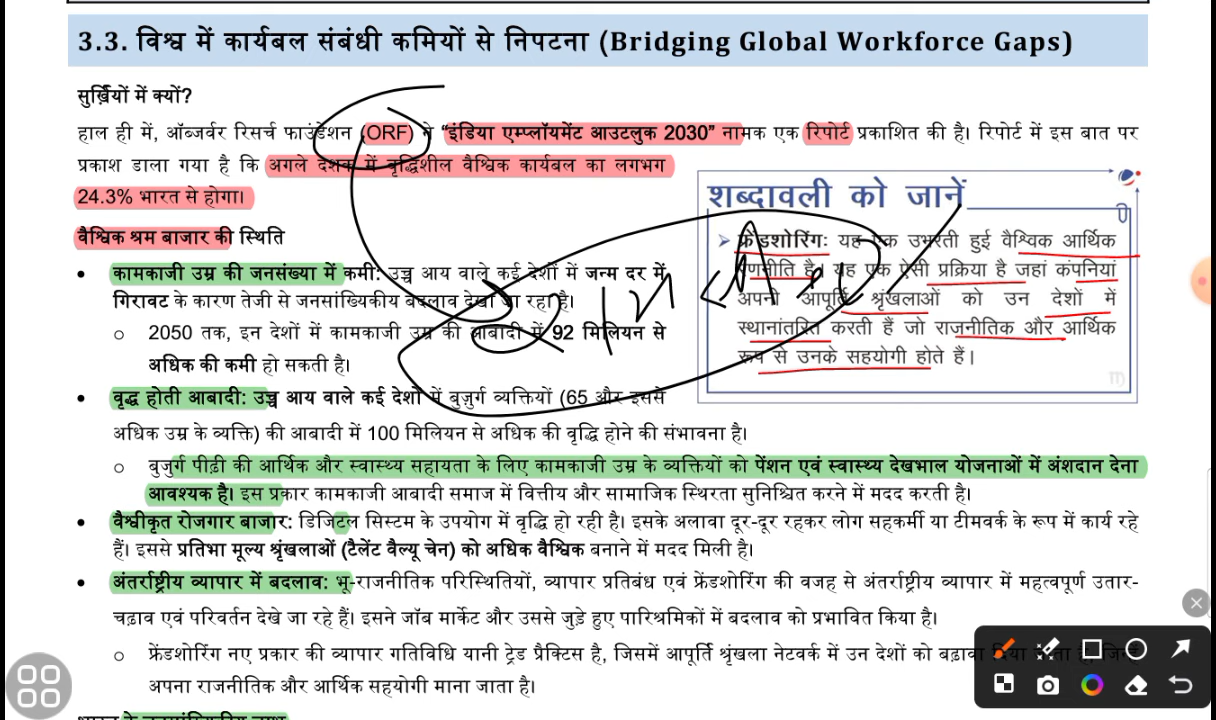 3.3. विश्व में कार्यबल संबंधी कमियों से निपटना (Bridging Global Workforce Gaps)
सुर्ख़ियों में क्यों?
हाल ही में, ऑब्जर्वर रिसर्च फाउंडेशन (ORF) ने “इंडिया एम्प्लॉयमेंट आउटलुक 2030” नामक एक रिपोर्ट प्रकाशित की है। रिपोर्ट में इस बात पर
प्रकाश डाला गया है कि अगले दशक में वृद्धिशील वैश्विक कार्यबल का लगभग
24.3% भारत से होगा।
वैश्विक श्रम बाजार की स्थिति
• कामकाजी उम्र की जनसंख्या में कमी: उच्च आय वाले कई देशों में जन्म दर में
गिरावट के कारण तेजी से जनसांख्यिकीय बदलाव देखा जा रहा है।
o 2050 तक, इन देशों में कामकाजी उम्र की आबादी में 92 मिलियन से
अधिक की कमी हो सकती है।
• वृद्ध होती आबादी: उच्च आय वाले कई देशों में बुज़ुर्ग व्यक्तियों (65 और इससे
अधिक उम्र के व्यक्ति) की आबादी में 100 मिलियन से अधिक की वृद्धि होने की संभावना है।
o बुजुर्ग पीढ़ी की आर्थिक और स्वास्थ्य सहायता के लिए कामकाजी उम्र के व्यक्तियों को पेंशन एवं स्वास्थ्य देखभाल योजनाओं में अंशदान देना
आवश्यक है। इस प्रकार कामकाजी आबादी समाज में वित्तीय और सामाजिक स्थिरता सुनिश्चित करने में मदद करती है।
• वैश्वीकृत रोजगार बाजार: डिजिटल सिस्टम के उपयोग में वृद्धि हो रही है। इसके अलावा दूर-दूर रहकर लोग सहकर्मी या टीमवर्क के रूप में कार्य रहे
हैं। इससे प्रतिभा मूल्य श्रृंखलाओं (टैलेंट वैल्यू चेन) को अधिक वैश्विक बनाने में मदद मिली है।
• अंतर्राष्ट्रीय व्यापार में बदलाव: भू-राजनीतिक परिस्थितियों, व्यापार प्रतिबंध एवं फ्रेंडशोरिंग की वजह से अंतर्राष्ट्रीय व्यापार में महत्वपूर्ण उतार-
चढ़ाव एवं परिवर्तन देखे जा रहे हैं। इसने जॉब मार्केट और उससे जुड़े हुए पारिश्रमिकों में बदलाव को प्रभावित किया है।
o फ्रेंडशोरिंग नए प्रकार की व्यापार गतिविधि यानी ट्रेड प्रैक्टिस है, जिसमें आपूर्ति श्रृंखला नेटवर्क में उन देशों को बढ़ावा
अपना राजनीतिक और आर्थिक सहयोगी माना जाता है।
शब्दावली को जानें
➤ फ्रेंडशोरिंग: यह एक उभरती हुई वैश्विक आर्थिक
रणनीति है। यह एक ऐसी प्रक्रिया है जहां कंपनियां
अपनी आपूर्ति श्रृंखलाओं को उन देशों में
स्थानांतरित करती हैं जो राजनीतिक और आर्थिक
रूप से उनके सहयोगी होते हैं।